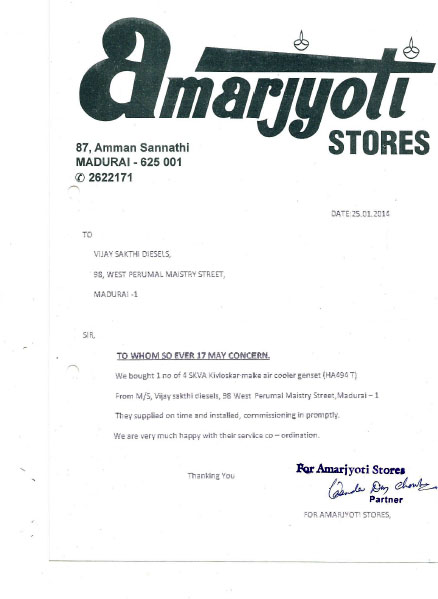 Amarjyoti
STORES
87, Amman Sannathi
MADURAI - 625 001
✆ 2622171
DATE:25.01.2014
TO
VIJAY SAKTHI DIESELS,
98, WEST PERUMAL MAISTRY STREET,
MADURAI -1
SIR,
TO WHOM SO EVER 17 MAY CONCERN.
We bought 1 no of 4 SKVA Kivloskar-make air cooler genset (HA494 T)
From M/S, Vijay sakthi diesels, 98 West Perumal Maistry Street, Madurai – 1
They supplied on time and installed, commissioning in promptly.
We are very much happy with their service co – ordination.
Thanking You
For Amarjyoti Stores
Partner
FOR AMARJYOTI STORES,